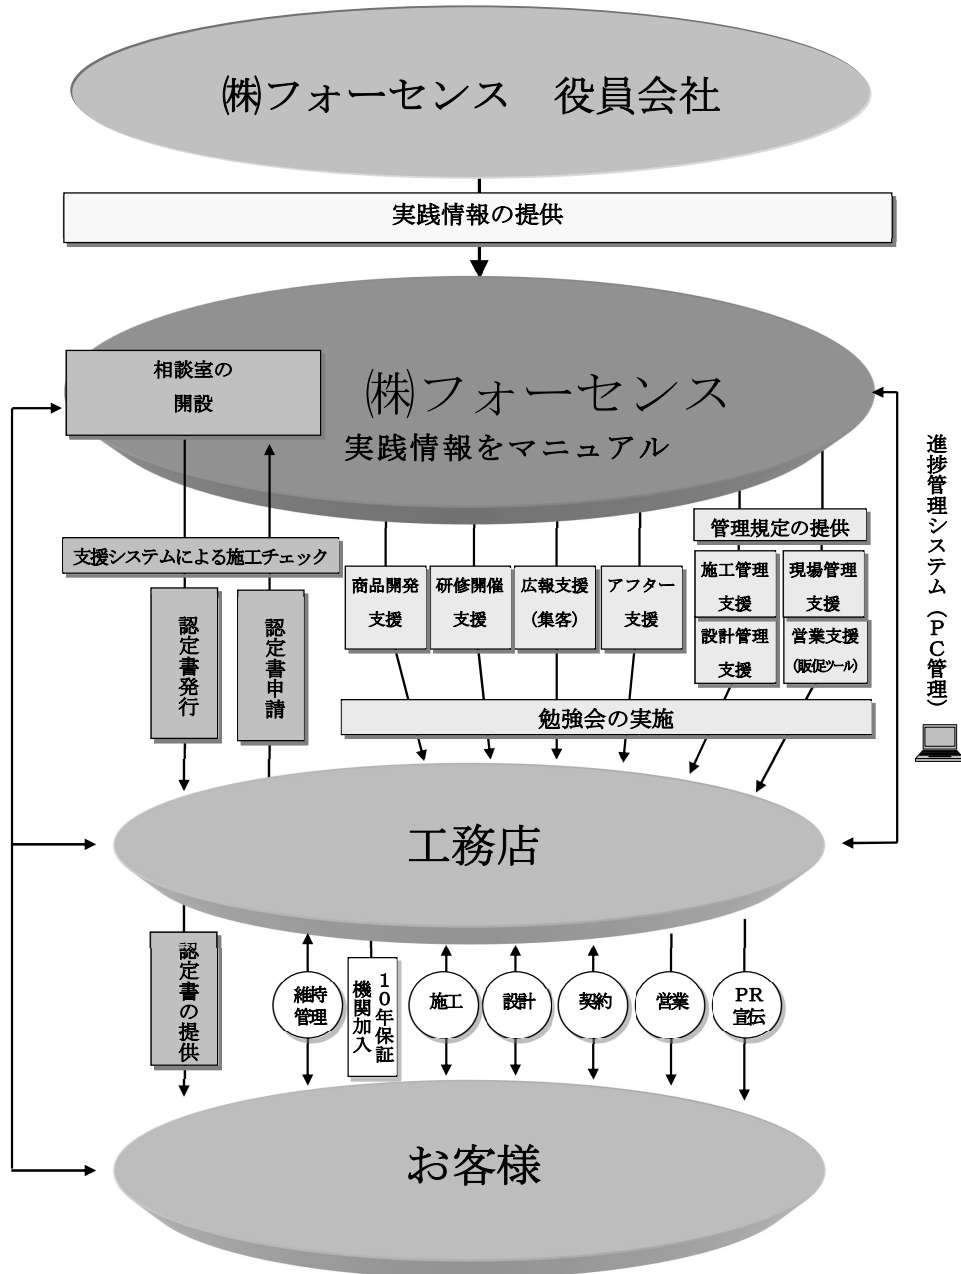 ㈱フォーセンス　役員会社
実践情報の提供
相談室の
開設
㈱フォーセンス
実践情報をマニュアル
進捗管理システム（PC管理）
管理規定の提供
支援システムによる施工チェック
商品開発
支援
研修開催
支援
広報支援
（集客）
アフター
支援
施工管理
支援
現場管理
支援
設計管理
支援
営業支援
（販促ツール）
認定書発行
認定書申請
勉強会の実施
工務店
認定書の提供
維持
管理
１０年保証
機関加入
施工
設計
契約
営業
PR
宣伝
お客様